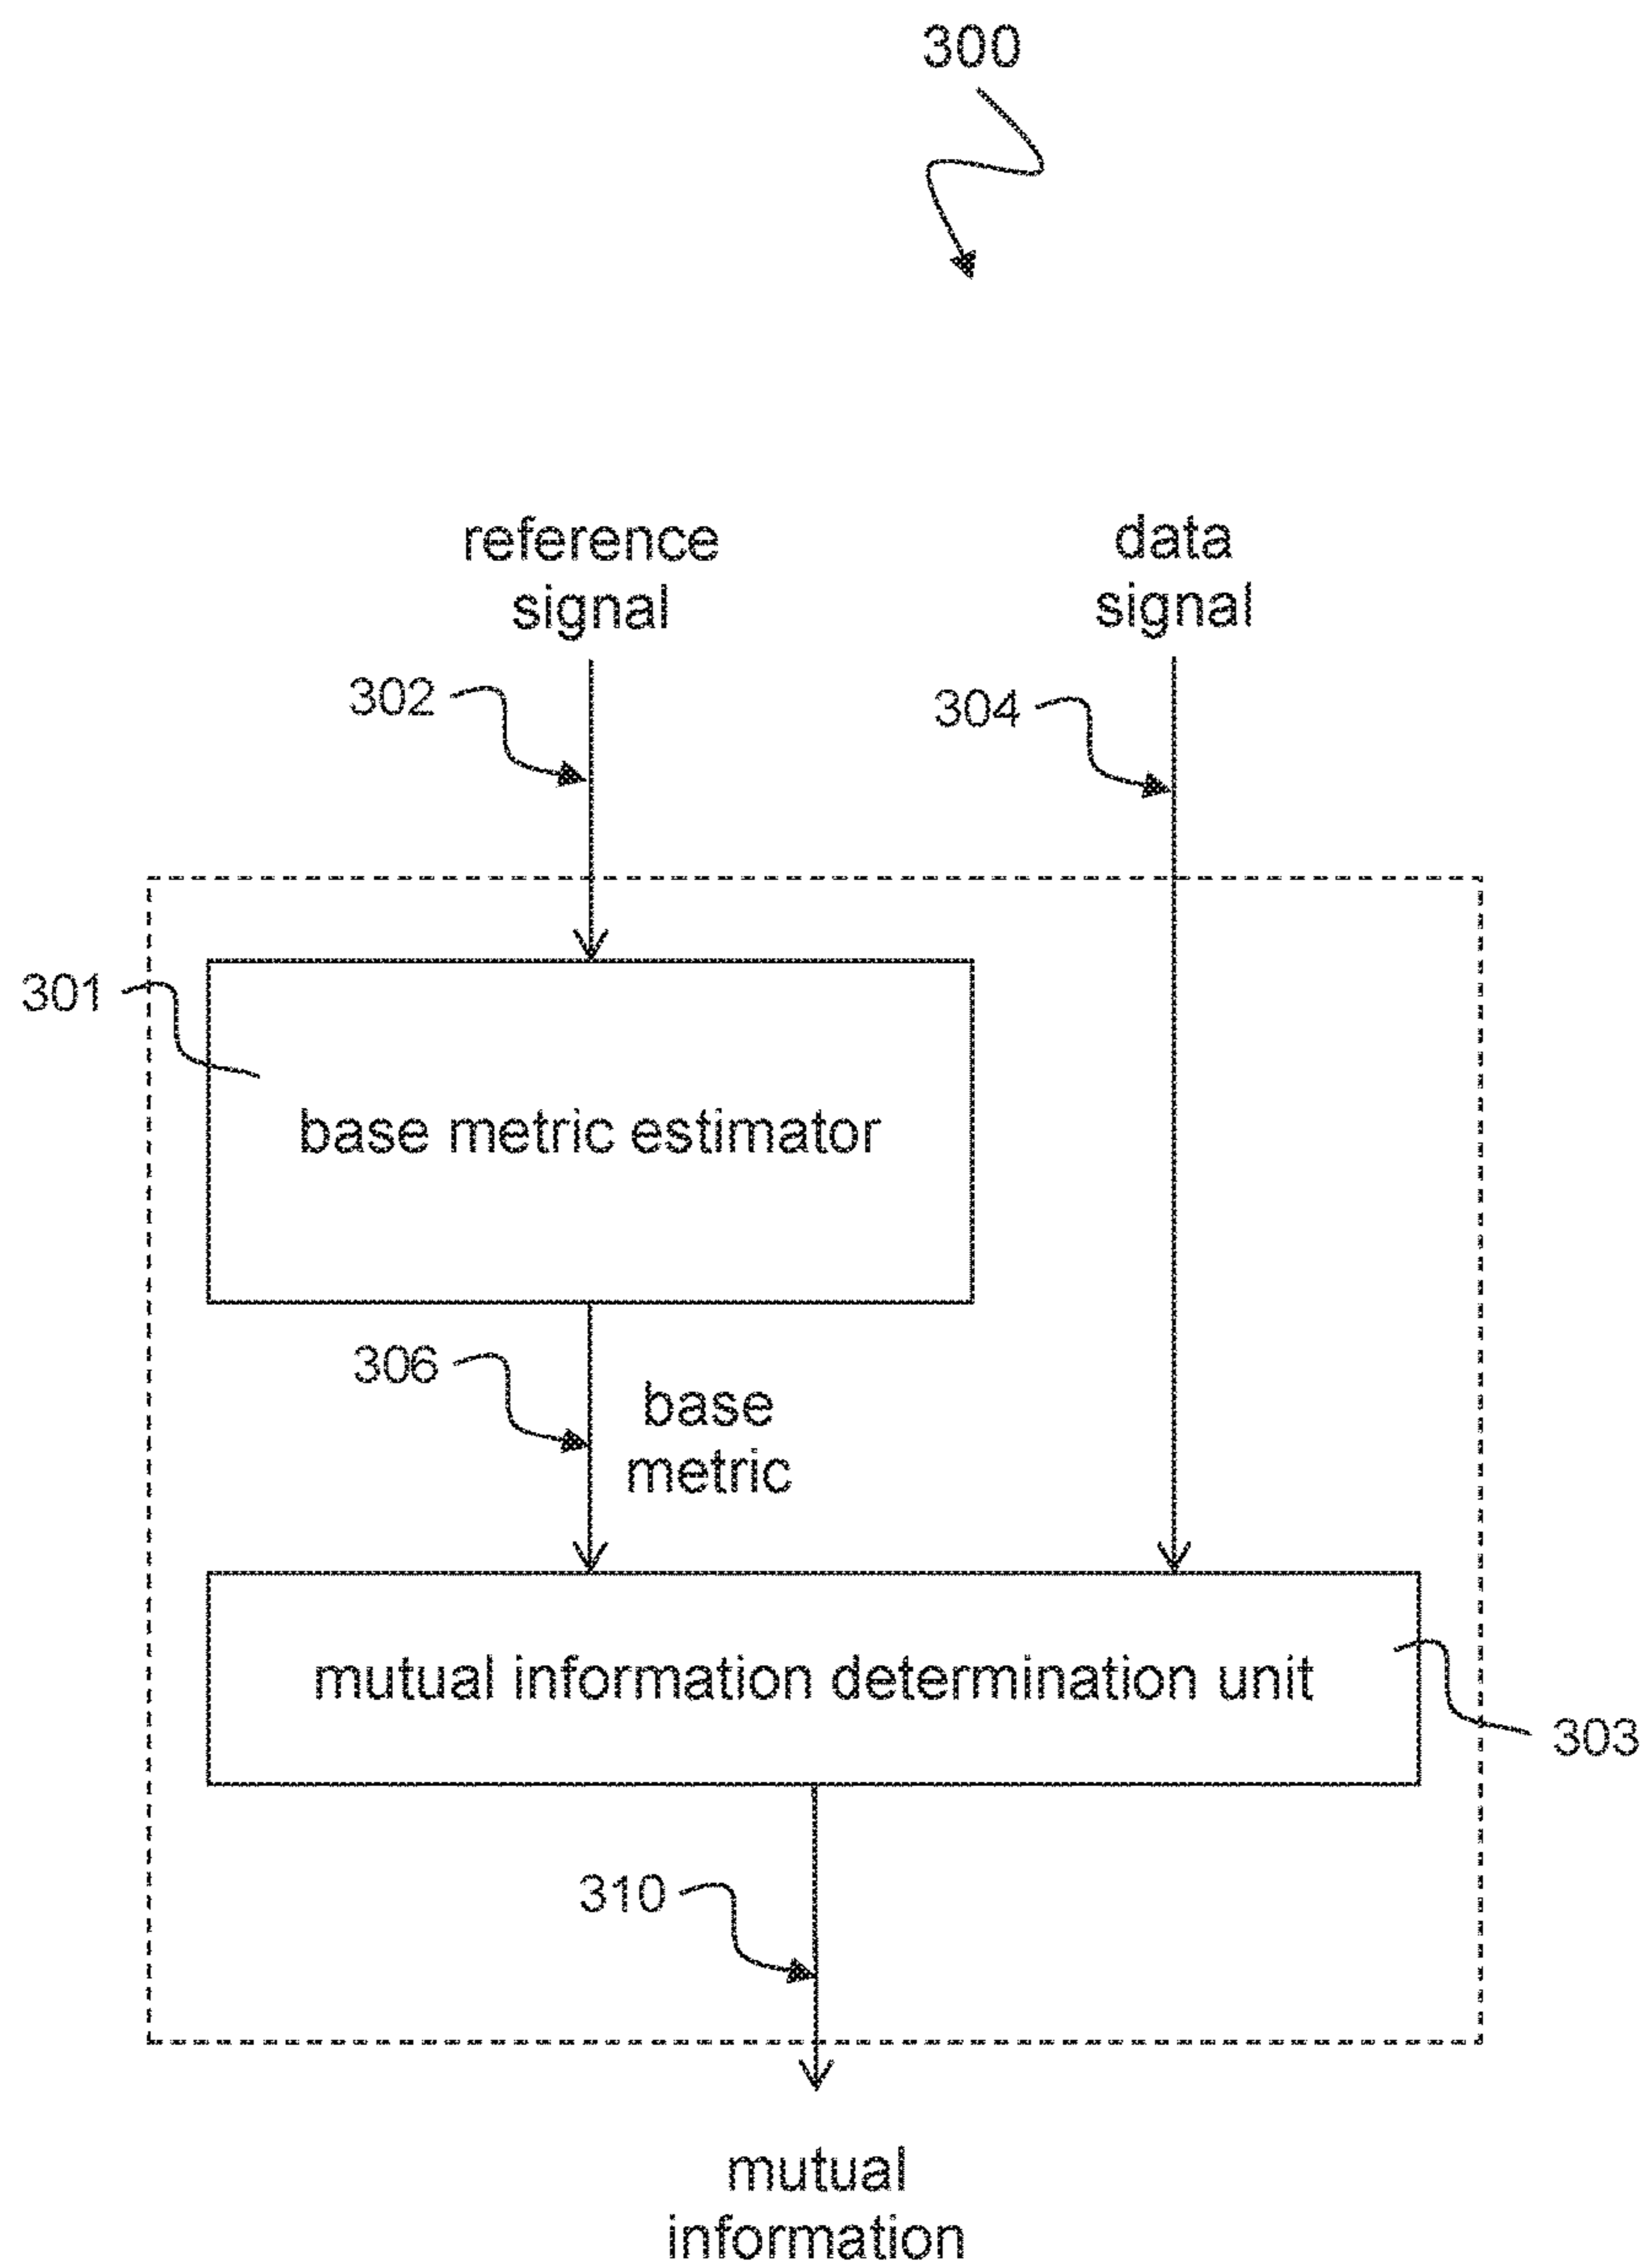 300
reference
signal
data
signal
302
304
301
base metric estimator
306
base
metric
mutual information determination unit
303
310
mutual
information